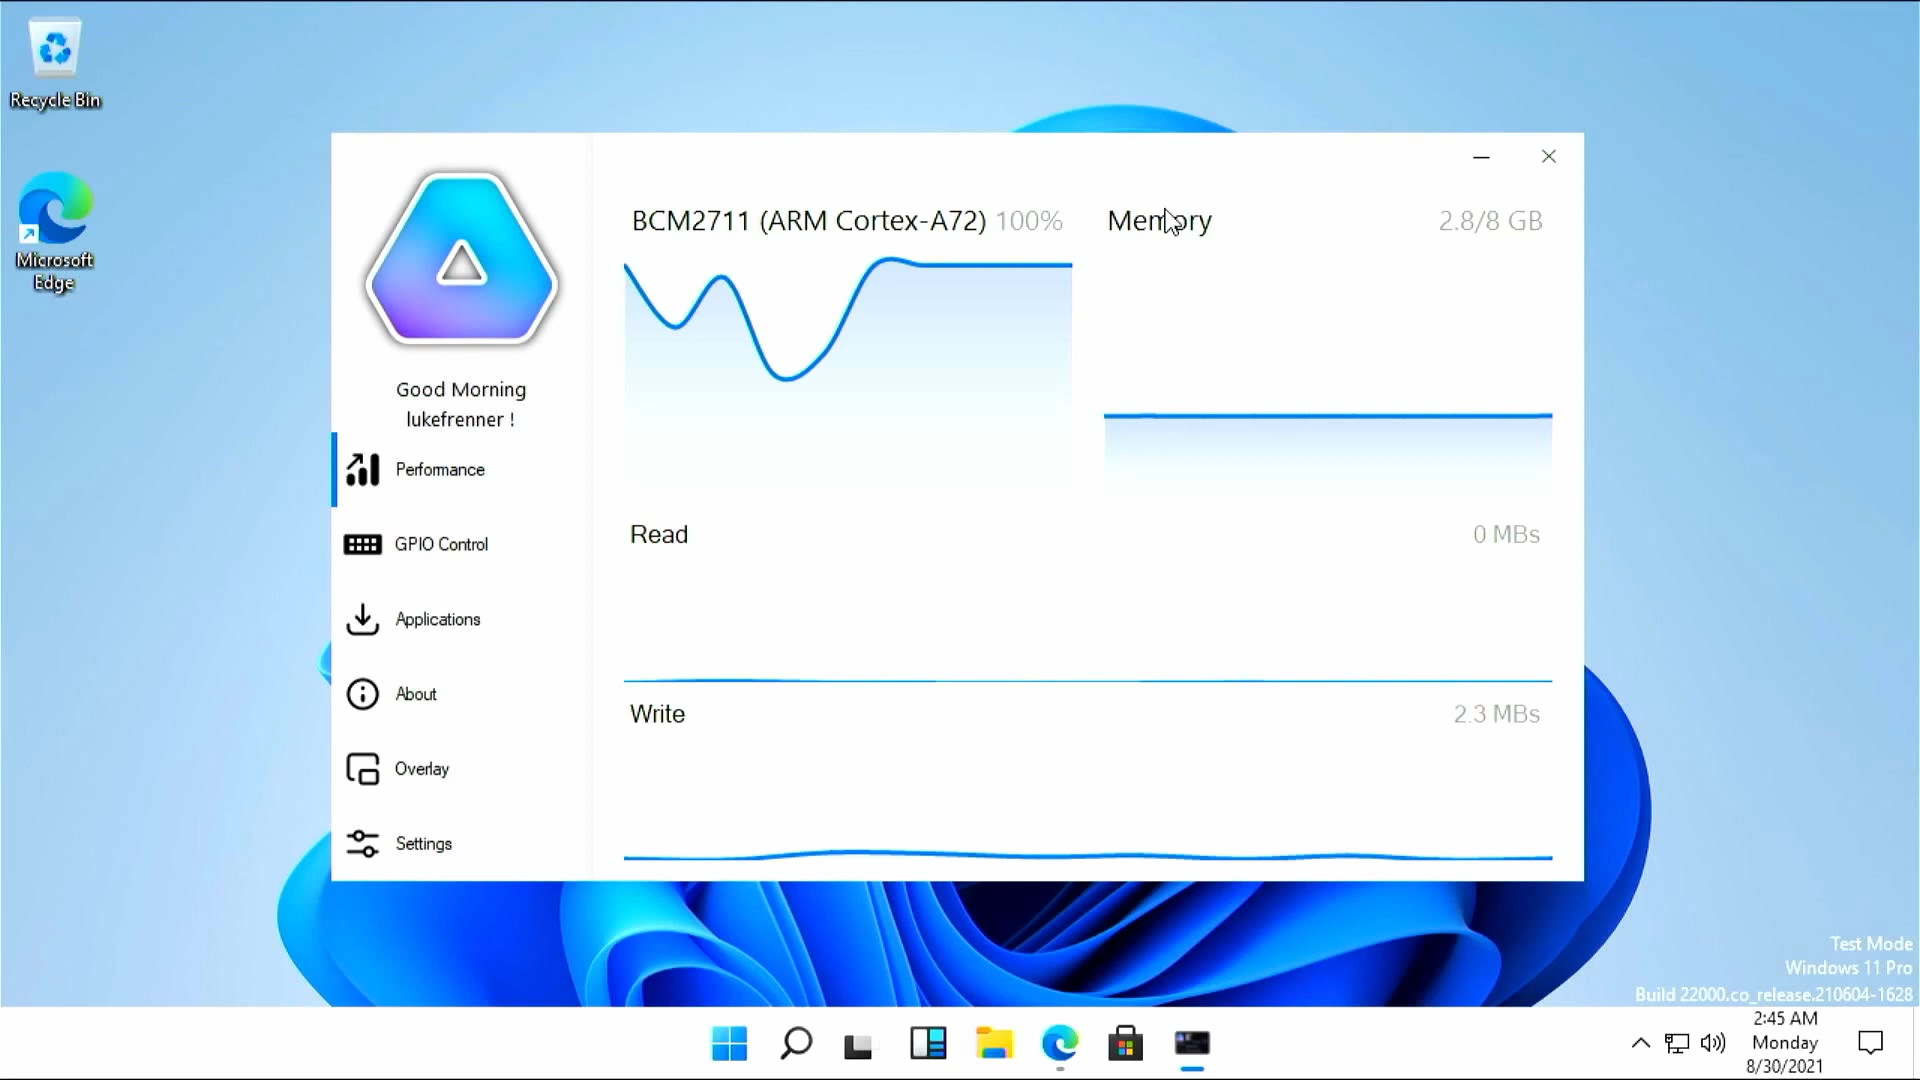 Recycle Bin
Microsoft
Edge
BCM2711 (ARM Cortex-A72) 100%
Memory
2.8/8 GB
Good Morning
lukefrenner !
Performance
GPIO Control
Applications
About
Overlay
Settings
Read
0 MBs
Write
2.3 MBs
Test Mode
Windows 11 Pro
Build 22000.co_release.210604-1628
2:45 AM
Monday
8/30/2021